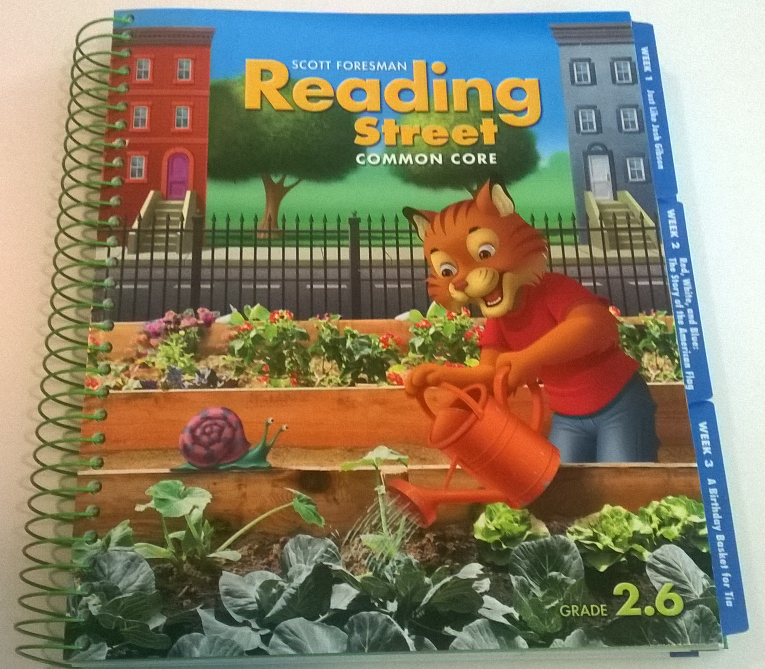 SCOTT FORESMAN
Reading
Street
COMMON CORE
WEEK 1 Just Like Josh Gibson
WEEK 2 Red, White, and Blue:
The Story of the American Flag
WEEK 3 A Birthday Basket for Tia
GRADE 2.6